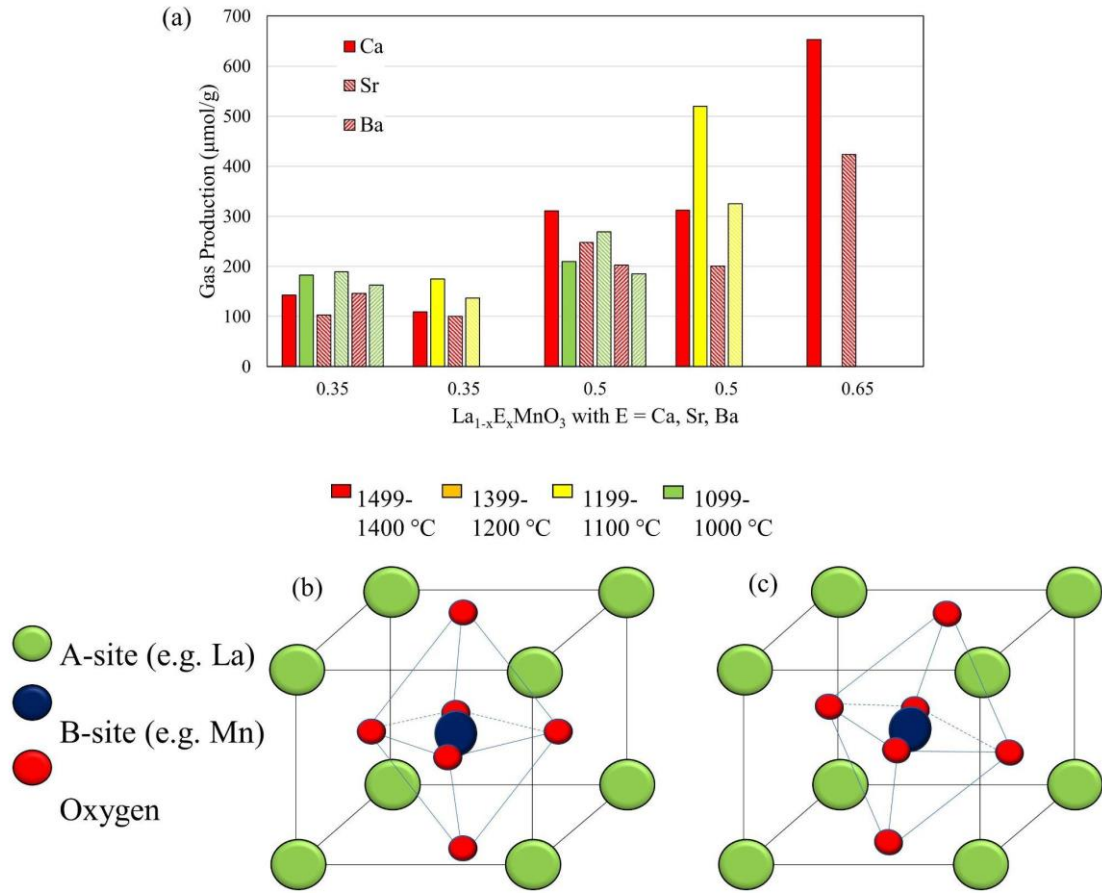 (a)
700
600
500
400
300
200
100
0
Gas Production (µmol/g)
Ca
Sr
Ba
0.35 0.35 0.5 0.5 0.65
La₁₋ₓEₓMnO₃ with E = Ca, Sr, Ba
1499-
1400 °C
1399-
1200 °C
1199-
1100 °C
1099-
1000 °C
(b)
(c)
A-site (e.g. La)
B-site (e.g. Mn)
Oxygen